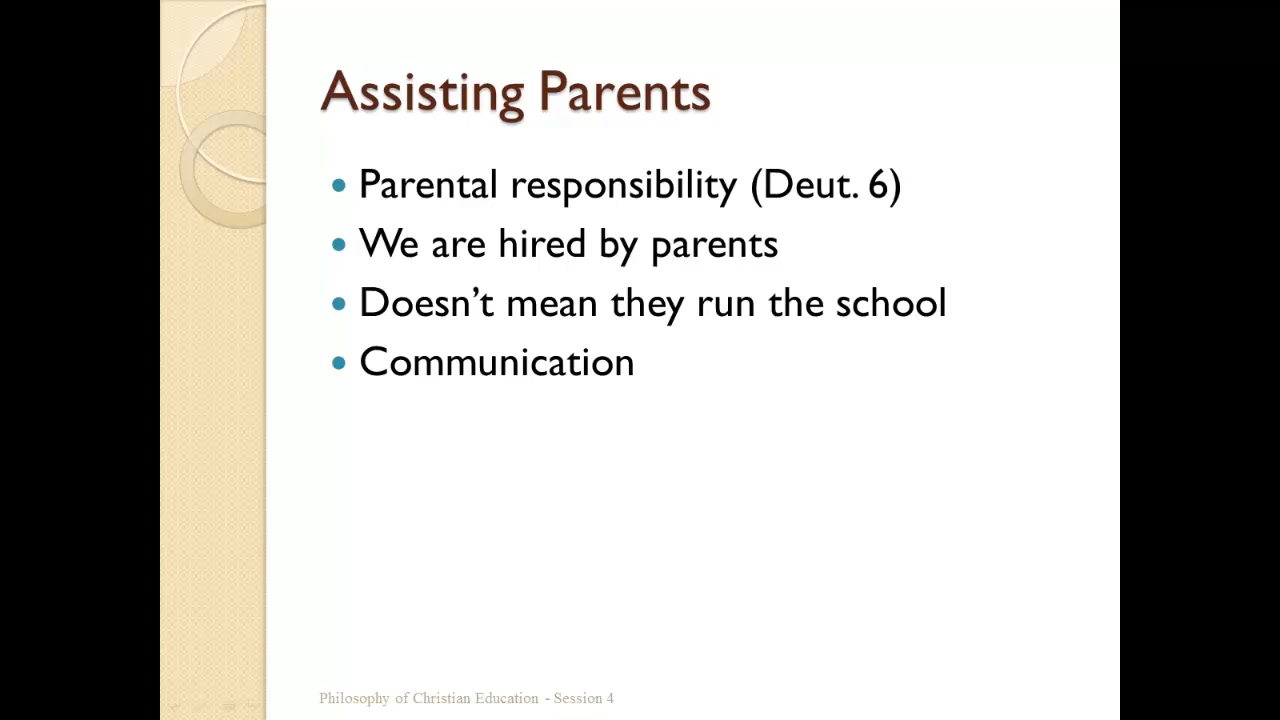 Assisting Parents
• Parental responsibility (Deut. 6)
• We are hired by parents
• Doesn’t mean they run the school
• Communication
Philosophy of Christian Education - Session 4